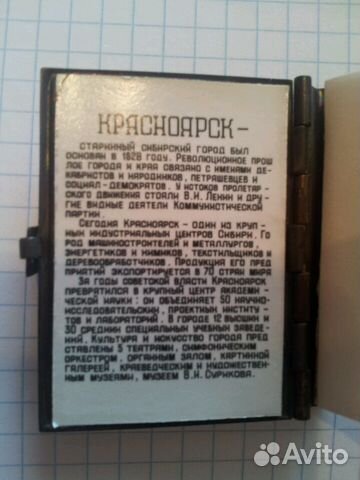 КРАСНОЯРСК –
СТАРИННЫЙ СИБИРСКИЙ ГОРОД БЫЛ
ОСНОВАН В 1628 ГОДУ. РЕВОЛЮЦИОННОЕ ПРОШ
ЛОЕ ГОРОДА И КРАЯ СВЯЗАНО С ИМЕНАМИ ДЕ-
КАБРИСТОВ И НАРОДНИКОВ, ПЕТРАШЕВЦЕВ И
СОЦИАЛ-ДЕМОКРАТОВ. У ИСТОКОВ ПРОЛЕТАР-
СКОГО ДВИЖЕНИЯ СТОЯЛИ В.И. ЛЕНИН И ДРУ-
ГИЕ ВИДНЫЕ ДЕЯТЕЛИ КОММУНИСТИЧЕСКОЙ
ПАРТИИ.
СЕГОДНЯ КРАСНОЯРСК – ОДИН ИЗ КРУП-
НЫХ ИНДУСТРИАЛЬНЫХ ЦЕНТРОВ СИБИРИ. ГО
РОД МАШИНОСТРОИТЕЛЕЙ И МЕТАЛЛУРГОВ,
ЭНЕРГЕТИКОВ И ХИМИКОВ, ТЕКСТИЛЬЩИКОВ И
ДЕРЕВООБРАБОТЧИКОВ. ПРОДУКЦИЯ ЕГО ПРЕД
ПРИЯТИЙ ЭКСПОРТИРУЕТСЯ В 70 СТРАН МИРА
ЗА ГОДЫ СОВЕТСКОЙ ВЛАСТИ КРАСНОЯРСК
ПРЕВРАТИЛСЯ В КРУПНЫЙ ЦЕНТР АКАДЕМИ-
ЧЕСКОЙ НАУКИ: ОН ОБЪЕДИНЯЕТ 50 НАУЧНО-
ИССЛЕДОВАТЕЛЬСКИХ, ПРОЕКТНЫХ ИНСТИТУ-
ТОВ И ЛАБОРАТОРИЙ. В ГОРОДЕ 12 ВЫСШИХ И
30 СРЕДНИХ СПЕЦИАЛЬНЫХ УЧЕБНЫХ ЗАВЕДЕ-
НИЙ. КУЛЬТУРА И ИСКУССТВО ГОРОДА ПРЕД
СТАВЛЕНЫ 5 ТЕАТРАМИ, СИМФОНИЧЕСКИМ
ОРКЕСТРОМ, ОРГАННЫМ ЗАЛОМ, КАРТИННОЙ
ГАЛЕРЕЕЙ, КРАЕВЕДЧЕСКИМ И ХУДОЖЕСТВЕН-
НЫМ МУЗЕЯМИ, МУЗЕЕМ В.И. СУРИКОВА.
Avito